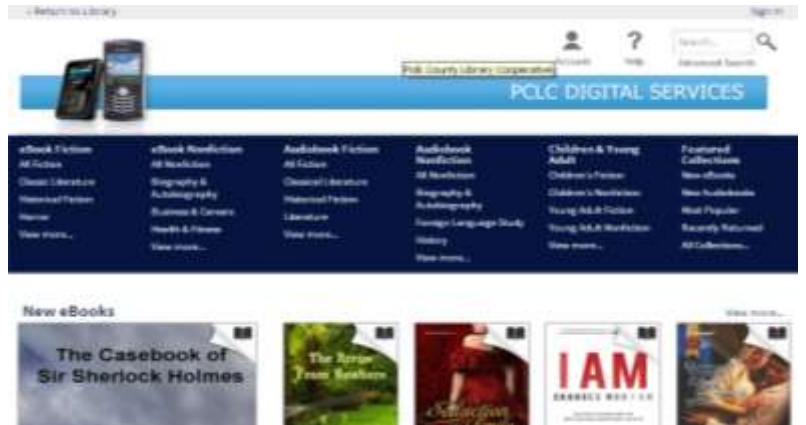 Return to Library
Sign In
Search...
Account
Help
Advanced Search
Polk County Library Cooperative
PCLC DIGITAL SERVICES
eBook Fiction
All Fiction
Classic Literature
Historical Fiction
Horror
View more...
eBook Nonfiction
All Nonfiction
Biography &
Autobiography
Business & Careers
Health & Fitness
View more...
Audiobook Fiction
All Fiction
Classical Literature
Historical Fiction
Literature
View more...
Audiobook
Nonfiction
All Nonfiction
Biography &
Autobiography
Foreign Language Study
History
View more...
Children & Young
Adult
Children's Fiction
Children's Nonfiction
Young Adult Fiction
Young Adult Nonfiction
View more...
Featured
Collections
New eBooks
New Audiobooks
Most Popular
Recently Returned
All Collections...
New eBooks
View more...
The Casebook of
Sir Sherlock Holmes
The
From Nowhere
Seduction
I AM